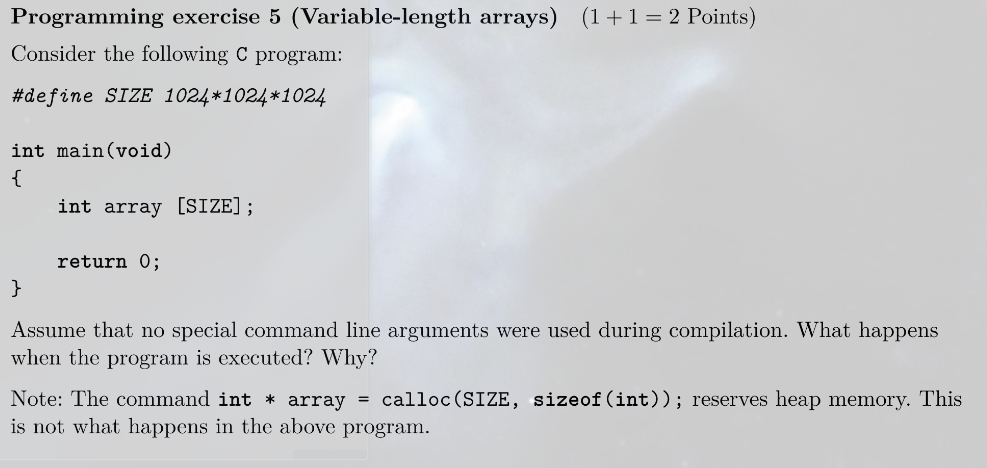 Programming exercise 5 (Variable-length arrays) (1 + 1 = 2 Points)
Consider the following C program:
#define SIZE 1024*1024*1024
int main(void)
{
int array [SIZE];
return 0;
}
Assume that no special command line arguments were used during compilation. What happens
when the program is executed? Why?
Note: The command int * array = calloc(SIZE, sizeof(int)); reserves heap memory. This
is not what happens in the above program.